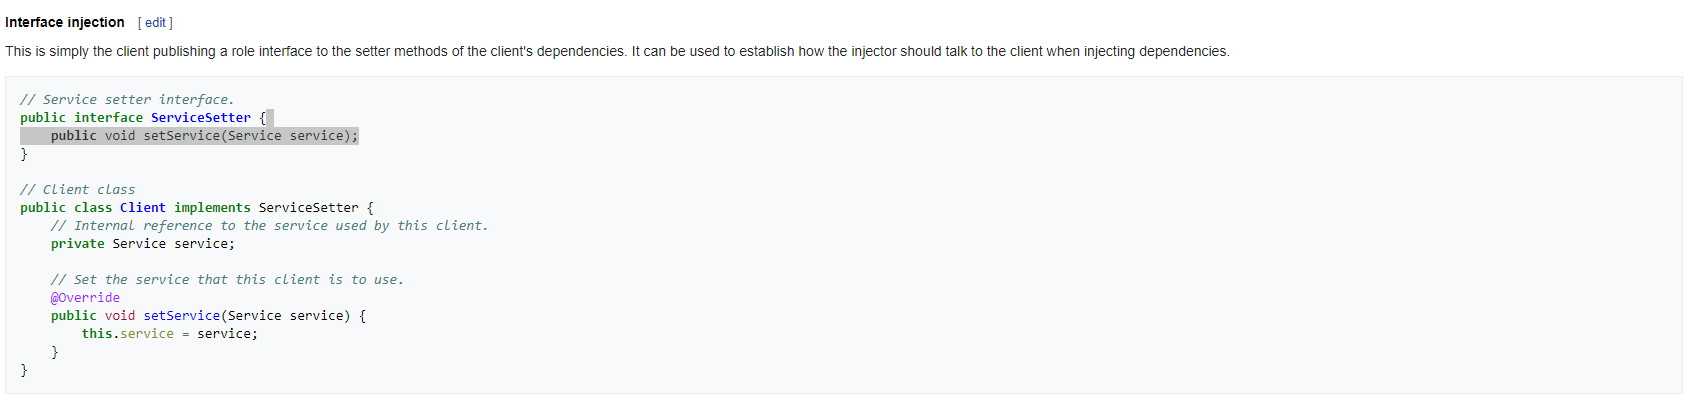 Interface injection [ edit ]
This is simply the client publishing a role interface to the setter methods of the client's dependencies. It can be used to establish how the injector should talk to the client when injecting dependencies.
// Service setter interface.
public interface ServiceSetter {
    public void setService(Service service);
}
// Client class
public class Client implements ServiceSetter {
    // Internal reference to the service used by this client.
    private Service service;
    // Set the service that this client is to use.
    @Override
    public void setService(Service service) {
        this.service = service;
    }
}